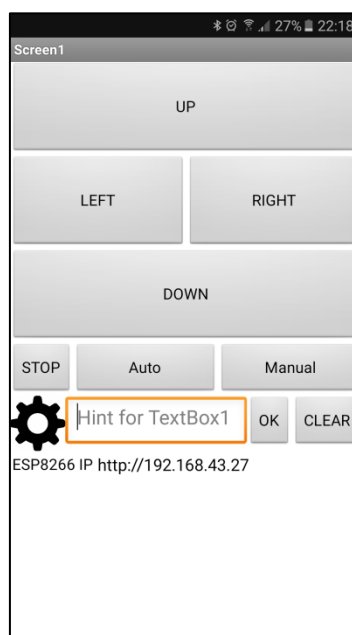 27% 22:18
Screen1
UP
LEFT RIGHT
DOWN
STOP Auto Manual
Hint for TextBox1 OK CLEAR
ESP8266 IP http://192.168.43.27